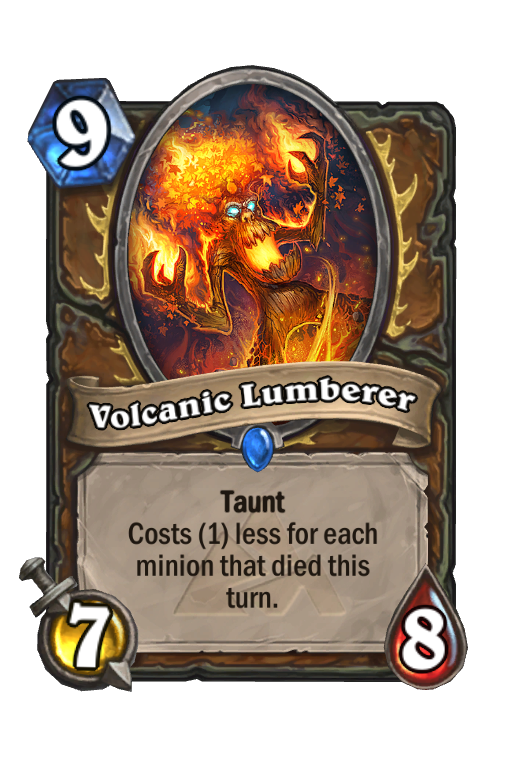 9
Volcanic Lumberer
Taunt
Costs (1) less for each
minion that died this
turn.
7
8